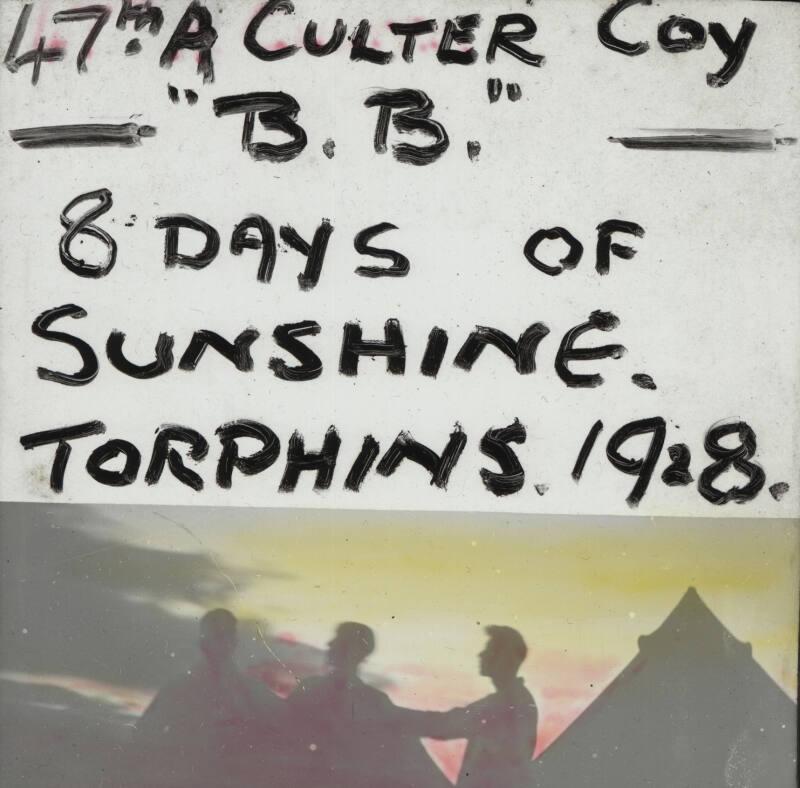 47th A CULTER COY
"B. B."
8 DAYS OF
SUNSHINE.
TORPHINS. 1928.